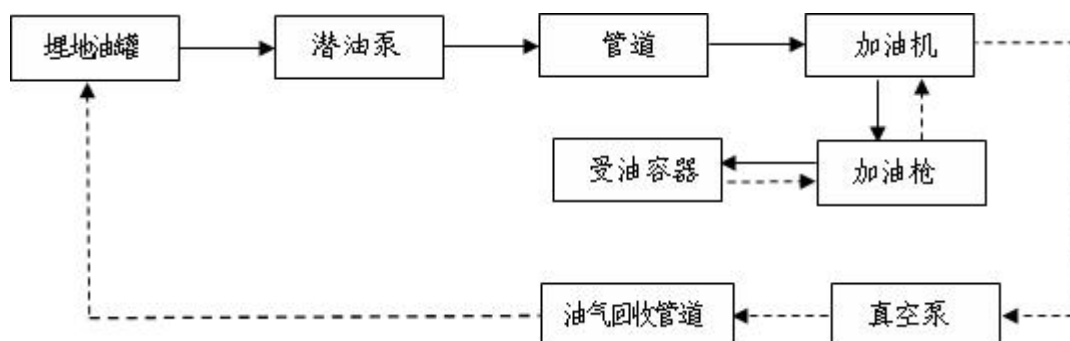 埋地油罐
潜油泵
管道
加油机
受油容器
加油枪
油气回收管道
真空泵